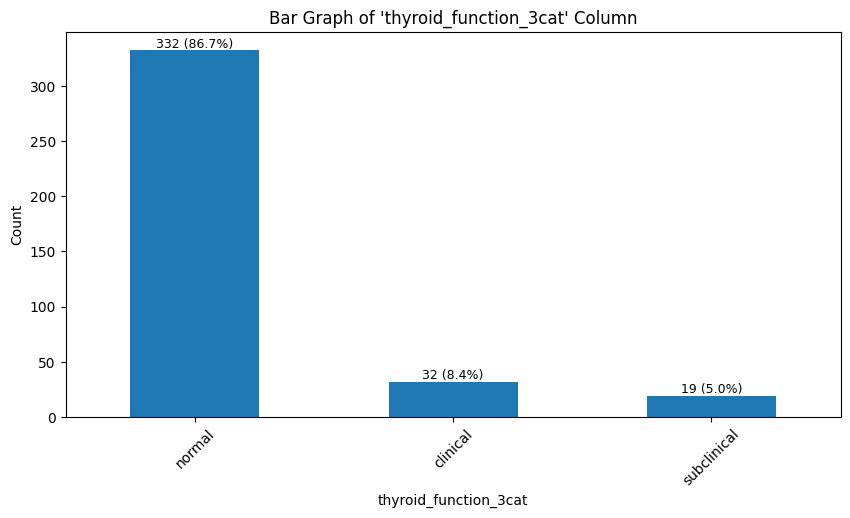 Bar Graph of 'thyroid_function_3cat' Column
332 (86.7%)
32 (8.4%)
19 (5.0%)
300
250
200
150
100
50
0
Count
normal
clinical
subclinical
thyroid_function_3cat